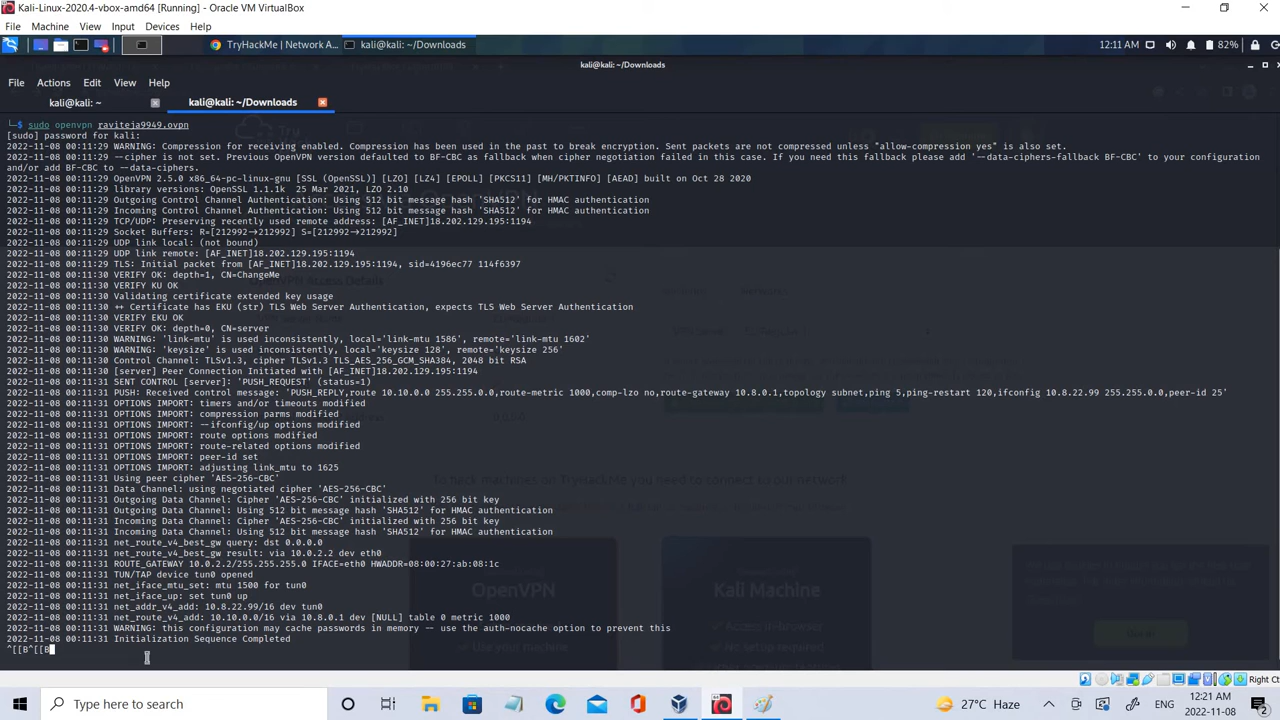 Kali-Linux-2020.4-vbox-amd64 [Running] - Oracle VM VirtualBox
File Machine View Input Devices Help
TryHackMe | Network A... kali@kali: ~/Downloads 12:11 AM 82%
kali@kali: ~/Downloads
File Actions Edit View Help
kali@kali: ~ kali@kali: ~/Downloads
└─$ sudo openvpn raviteja9949.ovpn
[sudo] password for kali:
2022-11-08 00:11:29 WARNING: Compression for receiving enabled. Compression has been used in the past to break encryption. Sent packets are not compressed unless "allow-compression yes" is also set.
2022-11-08 00:11:29 --cipher is not set. Previous OpenVPN version defaulted to BF-CBC as fallback when cipher negotiation failed in this case. If you need this fallback please add '--data-ciphers-fallback BF-CBC' to your configuration
and/or add BF-CBC to --data-ciphers.
2022-11-08 00:11:29 OpenVPN 2.5.0 x86_64-pc-linux-gnu [SSL (OpenSSL)] [LZO] [LZ4] [EPOLL] [PKCS11] [MH/PKTINFO] [AEAD] built on Oct 28 2020
2022-11-08 00:11:29 library versions: OpenSSL 1.1.1k  25 Mar 2021, LZO 2.10
2022-11-08 00:11:29 Outgoing Control Channel Authentication: Using 512 bit message hash 'SHA512' for HMAC authentication
2022-11-08 00:11:29 Incoming Control Channel Authentication: Using 512 bit message hash 'SHA512' for HMAC authentication
2022-11-08 00:11:29 TCP/UDP: Preserving recently used remote address: [AF_INET]18.202.129.195:1194
2022-11-08 00:11:29 Socket Buffers: R=[212992→212992] S=[212992→212992]
2022-11-08 00:11:29 UDP link local: (not bound)
2022-11-08 00:11:29 UDP link remote: [AF_INET]18.202.129.195:1194
2022-11-08 00:11:29 TLS: Initial packet from [AF_INET]18.202.129.195:1194, sid=4196ec77 114f6397
2022-11-08 00:11:30 VERIFY OK: depth=1, CN=ChangeMe
2022-11-08 00:11:30 VERIFY KU OK
2022-11-08 00:11:30 Validating certificate extended key usage
2022-11-08 00:11:30 ++ Certificate has EKU (str) TLS Web Server Authentication, expects TLS Web Server Authentication
2022-11-08 00:11:30 VERIFY EKU OK
2022-11-08 00:11:30 VERIFY OK: depth=0, CN=server
2022-11-08 00:11:30 WARNING: 'link-mtu' is used inconsistently, local='link-mtu 1586', remote='link-mtu 1602'
2022-11-08 00:11:30 WARNING: 'keysize' is used inconsistently, local='keysize 128', remote='keysize 256'
2022-11-08 00:11:30 Control Channel: TLSv1.3, cipher TLSv1.3 TLS_AES_256_GCM_SHA384, 2048 bit RSA
2022-11-08 00:11:30 [server] Peer Connection Initiated with [AF_INET]18.202.129.195:1194
2022-11-08 00:11:31 SENT CONTROL [server]: 'PUSH_REQUEST' (status=1)
2022-11-08 00:11:31 PUSH: Received control message: 'PUSH_REPLY,route 10.10.0.0 255.255.0.0,route-metric 1000,comp-lzo no,route-gateway 10.8.0.1,topology subnet,ping 5,ping-restart 120,ifconfig 10.8.22.99 255.255.0.0,peer-id 25'
2022-11-08 00:11:31 OPTIONS IMPORT: timers and/or timeouts modified
2022-11-08 00:11:31 OPTIONS IMPORT: compression parms modified
2022-11-08 00:11:31 OPTIONS IMPORT: --ifconfig/up options modified
2022-11-08 00:11:31 OPTIONS IMPORT: route options modified
2022-11-08 00:11:31 OPTIONS IMPORT: route-related options modified
2022-11-08 00:11:31 OPTIONS IMPORT: peer-id set
2022-11-08 00:11:31 OPTIONS IMPORT: adjusting link_mtu to 1625
2022-11-08 00:11:31 Using peer cipher 'AES-256-CBC'
2022-11-08 00:11:31 Data Channel: using negotiated cipher 'AES-256-CBC'
2022-11-08 00:11:31 Outgoing Data Channel: Cipher 'AES-256-CBC' initialized with 256 bit key
2022-11-08 00:11:31 Outgoing Data Channel: Using 512 bit message hash 'SHA512' for HMAC authentication
2022-11-08 00:11:31 Incoming Data Channel: Cipher 'AES-256-CBC' initialized with 256 bit key
2022-11-08 00:11:31 Incoming Data Channel: Using 512 bit message hash 'SHA512' for HMAC authentication
2022-11-08 00:11:31 net_route_v4_best_gw query: dst 0.0.0.0
2022-11-08 00:11:31 net_route_v4_best_gw result: via 10.0.2.2 dev eth0
2022-11-08 00:11:31 ROUTE_GATEWAY 10.0.2.2/255.255.255.0 IFACE=eth0 HWADDR=08:00:27:ab:08:1c
2022-11-08 00:11:31 TUN/TAP device tun0 opened
2022-11-08 00:11:31 net_iface_mtu_set: mtu 1500 for tun0
2022-11-08 00:11:31 net_iface_up: set tun0 up
2022-11-08 00:11:31 net_addr_v4_add: 10.8.22.99/16 dev tun0
2022-11-08 00:11:31 net_route_v4_add: 10.10.0.0/16 via 10.8.0.1 dev [NULL] table 0 metric 1000
2022-11-08 00:11:31 WARNING: this configuration may cache passwords in memory -- use the auth-nocache option to prevent this
2022-11-08 00:11:31 Initialization Sequence Completed
^[[B^[[B
OpenVPN Access Details
To hack machines on TryHackMe you need to connect to our network
OpenVPN Kali Machine
Use your machine No setup required
Right Ct
Type here to search 27°C Haze ENG 12:21 AM
2022-11-08 2